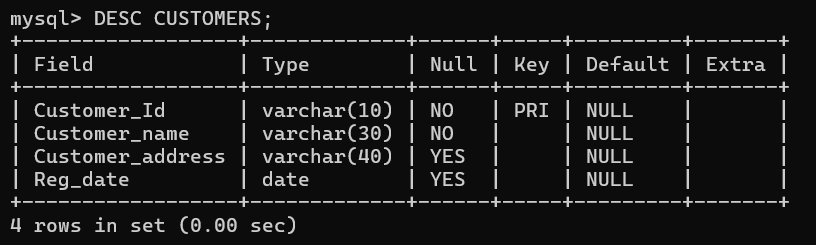 mysql> DESC CUSTOMERS;
+------------------+-------------+------+-----+---------+-------+
| Field            | Type        | Null | Key | Default | Extra |
+------------------+-------------+------+-----+---------+-------+
| Customer_Id      | varchar(10) | NO   | PRI | NULL    |       |
| Customer_name    | varchar(30) | NO   |     | NULL    |       |
| Customer_address | varchar(40) | YES  |     | NULL    |       |
| Reg_date         | date        | YES  |     | NULL    |       |
+------------------+-------------+------+-----+---------+-------+
4 rows in set (0.00 sec)